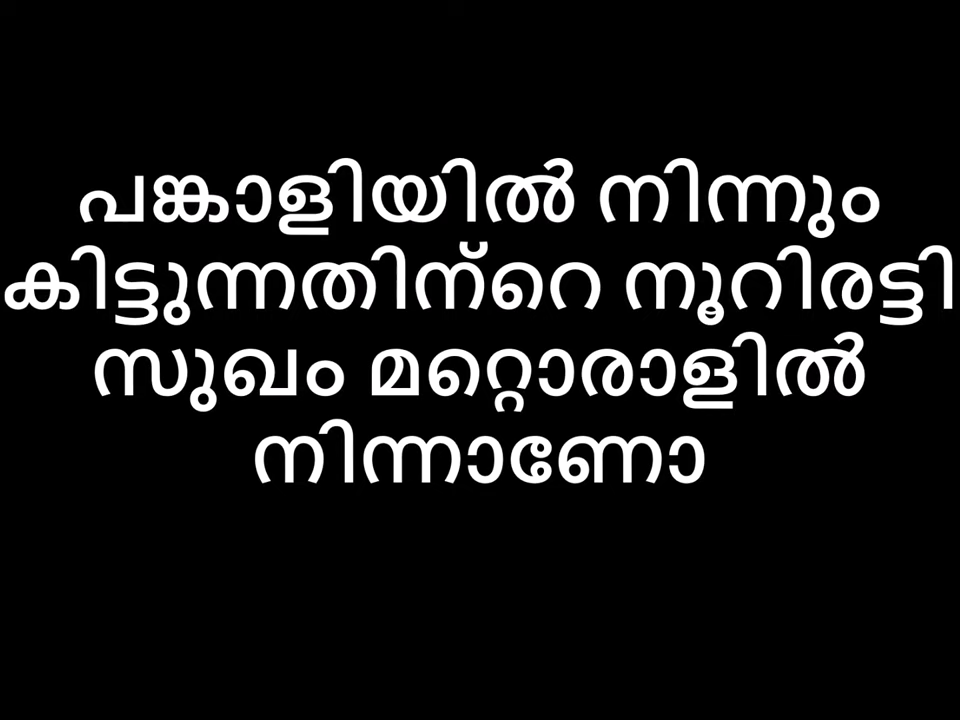 പങ്കാളിയിൽ നിന്നും
കിട്ടുന്നതിന്റെ നൂറിരട്ടി
സുഖം മറ്റൊരാളിൽ
നിന്നാണോ